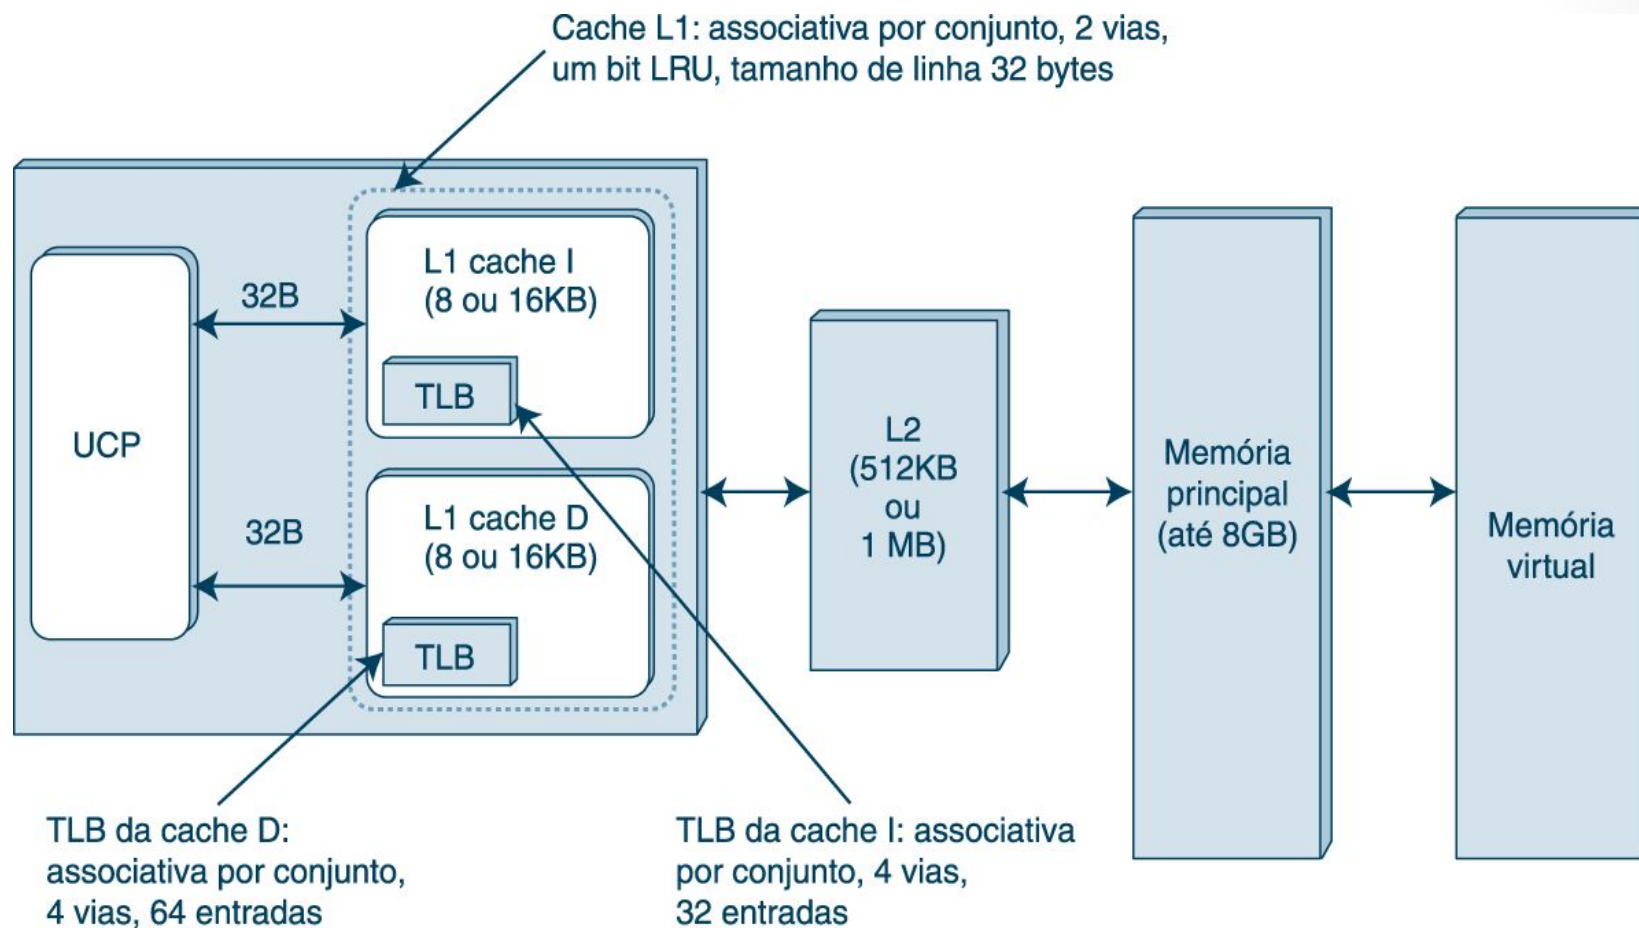 Cache L1: associativa por conjunto, 2 vias,
um bit LRU, tamanho de linha 32 bytes
UCP
32B
32B
L1 cache I
(8 ou 16KB)
TLB
L1 cache D
(8 ou 16KB)
TLB
L2
(512KB
ou
1 MB)
Memória
principal
(até 8GB)
Memória
virtual
TLB da cache D:
associativa por conjunto,
4 vias, 64 entradas
TLB da cache I: associativa
por conjunto, 4 vias,
32 entradas